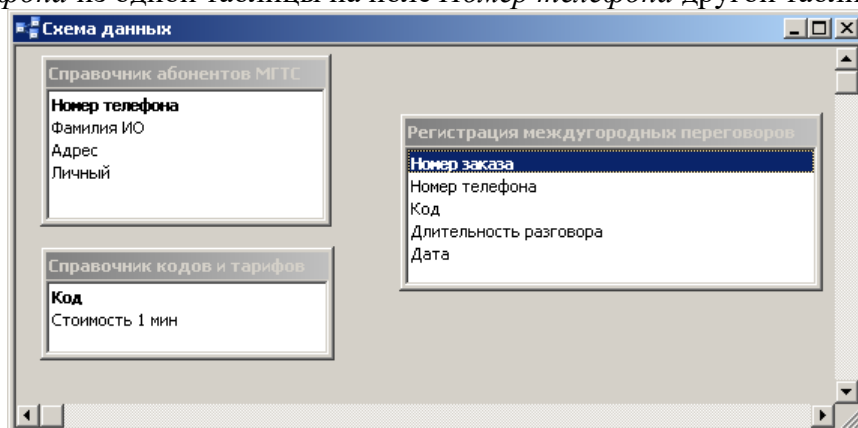 фона из одной таблицы на поле Номер телефона другой
Схема данных
Справочник абонентов МГТС
Номер телефона
Фамилия ИО
Адрес
Личный
Регистрация междугородных переговоров
Номер заказа
Номер телефона
Код
Длительность разговора
Дата
Справочник кодов и тарифов
Код
Стоимость 1 мин